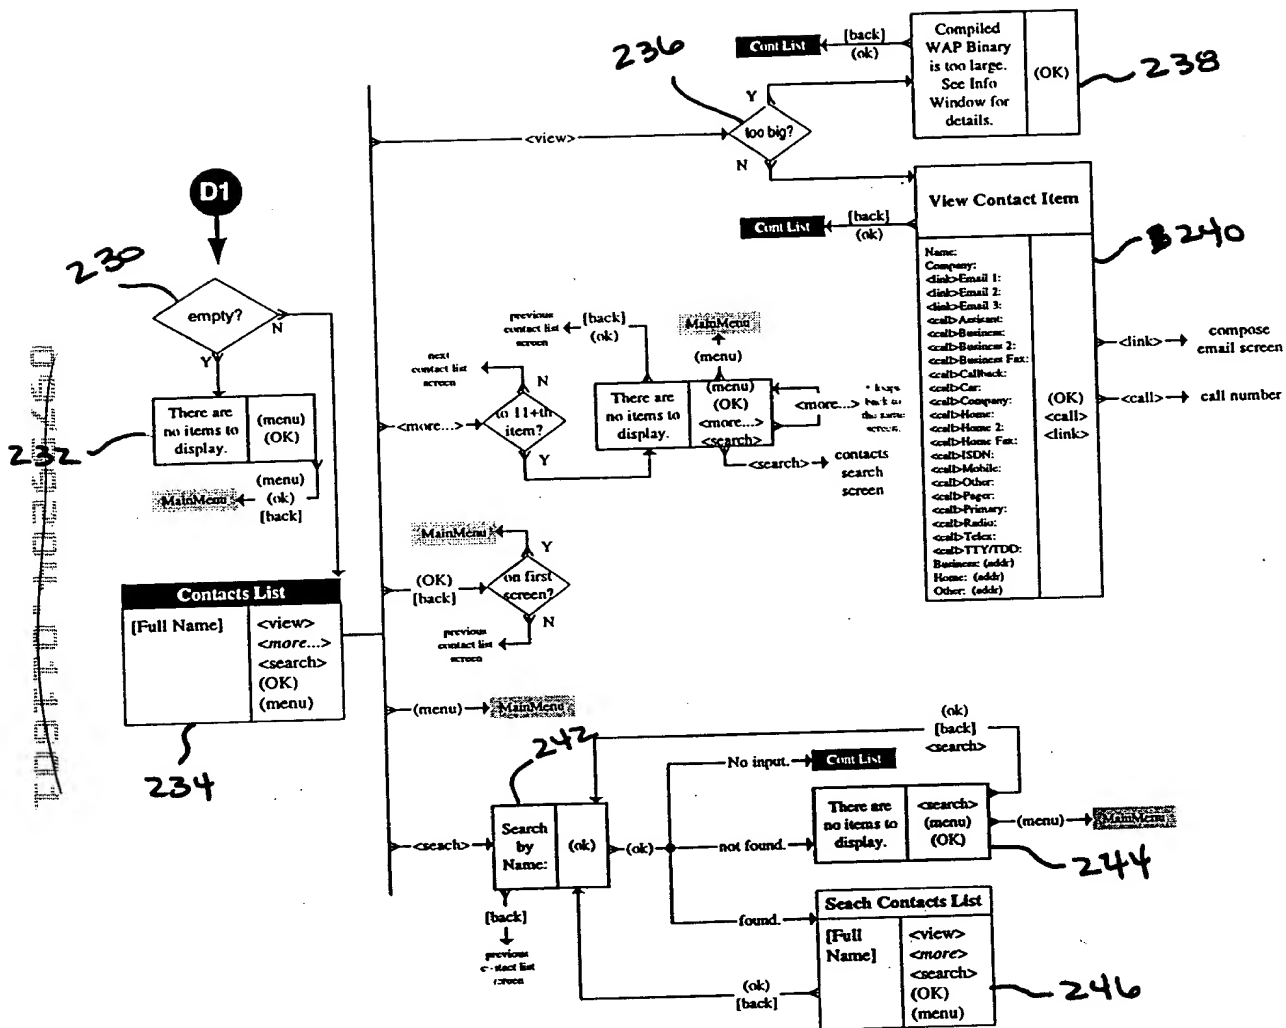 236
Cont List
[back]
(ok)
Compiled
WAP Binary
is too large.
See Info
Window for
details.
(OK)
238
Y
too big?
<view>
N
D1
230
empty?
N
Y
There are
no items to
display.
(menu)
(OK)
232
(menu)
(ok)
[back]
MainMenu
Contacts List
[Full Name]
<view>
<more...>
<search>
(OK)
(menu)
234
View Contact Item
Cont List
[back]
(ok)
240
Name:
Company:
<link>Email 1:
<link>Email 2:
<link>Email 3:
<call>Assistant:
<call>Business:
<call>Business 2:
<call>Business Fax:
<call>Callback:
<call>Car:
<call>Company:
<call>Home:
<call>Home 2:
<call>Home Fax:
<call>ISDN:
<call>Mobile:
<call>Other:
<call>Pager:
<call>Primary:
<call>Radio:
<call>Telex:
<call>TTY/TDD:
Business: (addr)
Home: (addr)
Other: (addr)
(OK)
<call>
<link>
<link>
compose
email screen
<call>
call number
previous
contact list
screen
[back]
(ok)
MainMenu
(menu)
next
contact list
screen
N
<more...>
to 11+th
item?
Y
There are
no items to
display.
(menu)
(OK)
<more...>
<search>
<more...>
* loops
back to
the same
screen.
<search>
contacts
search
screen
MainMenu
Y
(OK)
[back]
on first
screen?
N
previous
contact list
screen
(menu)
MainMenu
242
(ok)
[back]
<search>
No input.
Cont List
<seach>
Search
by
Name:
(ok)
(ok)
not found.
There are
no items to
display.
<search>
(menu)
(OK)
(menu)
MainMenu
244
[back]
previous
screen
found.
Seach Contacts List
[Full
Name]
<view>
<more>
<search>
(OK)
(menu)
246
(ok)
[back]